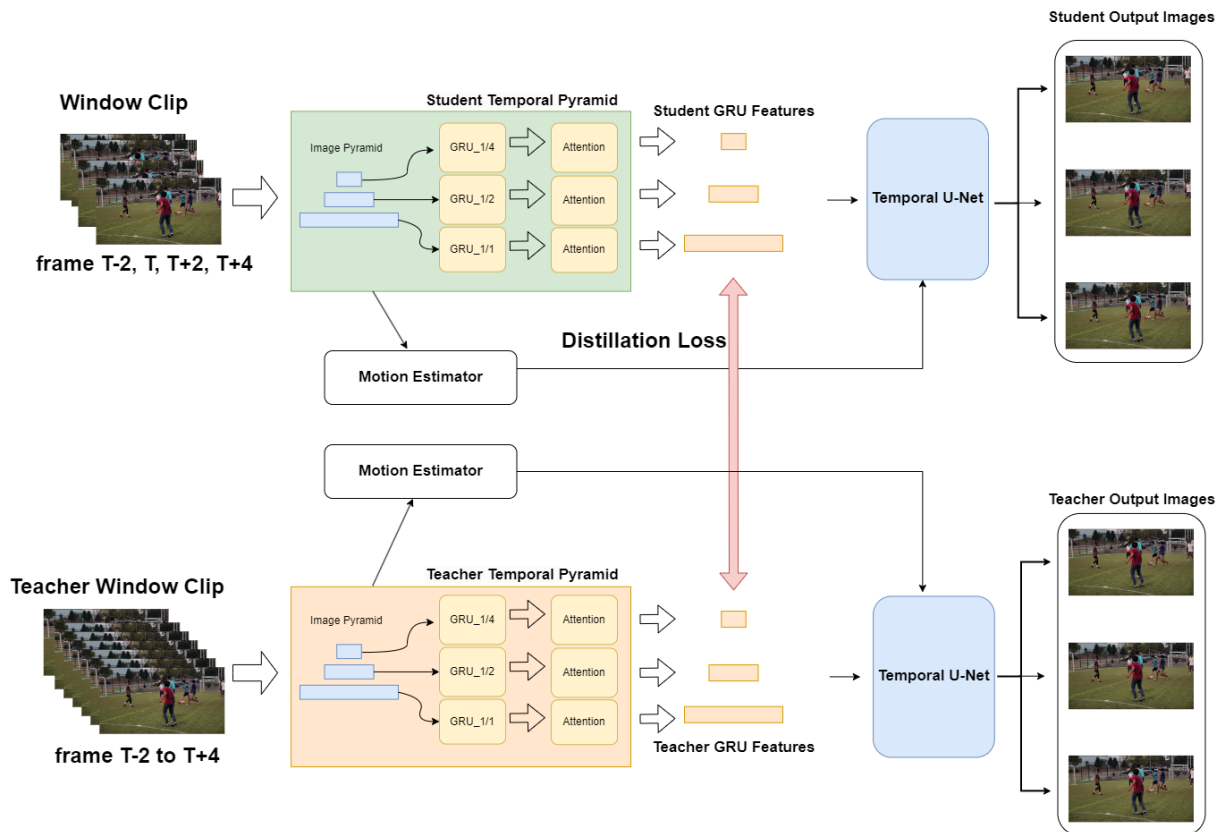 Student Output Images
Window Clip
Student Temporal Pyramid
Student GRU Features
Image Pyramid
GRU_1/4
Attention
GRU_1/2
Attention
GRU_1/1
Attention
Temporal U-Net
frame T-2, T, T+2, T+4
Distillation Loss
Motion Estimator
Motion Estimator
Teacher Output Images
Teacher Window Clip
Teacher Temporal Pyramid
Image Pyramid
GRU_1/4
Attention
GRU_1/2
Attention
GRU_1/1
Attention
Temporal U-Net
frame T-2 to T+4
Teacher GRU Features